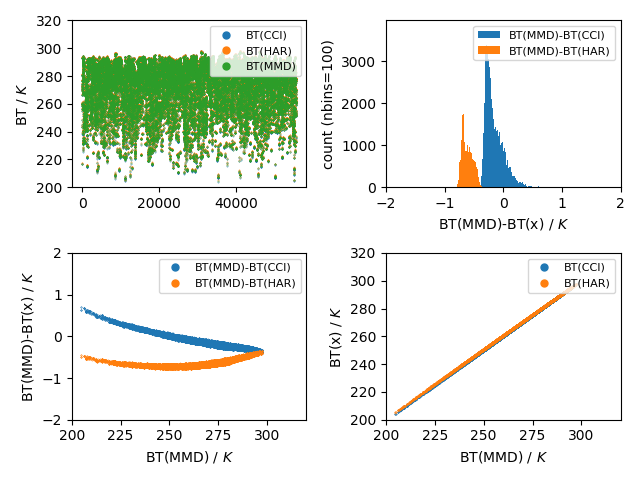 BT(CCI)
BT(HAR)
BT(MMD)
BT / K
320
300
280
260
240
220
200
0
20000
40000
BT(MMD)-BT(CCI)
BT(MMD)-BT(HAR)
count (nbins=100)
3000
2000
1000
0
−2
−1
0
1
2
BT(MMD)-BT(x) / K
BT(MMD)-BT(CCI)
BT(MMD)-BT(HAR)
BT(MMD)-BT(x) / K
2
1
0
−1
−2
200
225
250
275
300
BT(MMD) / K
BT(CCI)
BT(HAR)
BT(x) / K
320
300
280
260
240
220
200
200
225
250
275
300
BT(MMD) / K